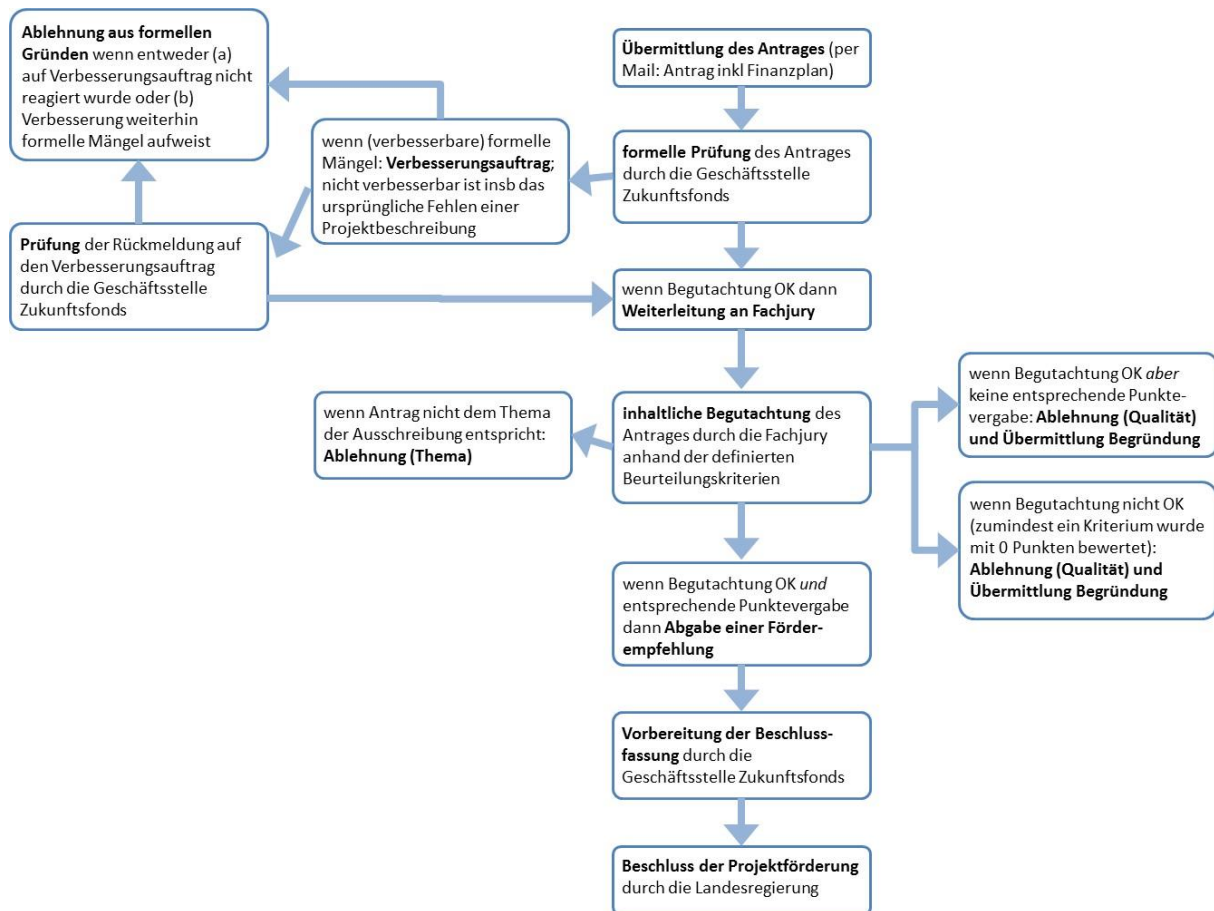 Ablehnung aus formellen
Gründen wenn entweder (a)
auf Verbesserungsauftrag nicht
reagiert wurde oder (b)
Verbesserung weiterhin
formelle Mängel aufweist
Übermittlung des Antrages (per
Mail: Antrag inkl Finanzplan)
wenn (verbesserbare) formelle
Mängel: Verbesserungsauftrag;
nicht verbesserbar ist insb das
ursprüngliche Fehlen einer
Projektbeschreibung
formelle Prüfung des Antrages
durch die Geschäftsstelle
Zukunftsfonds
Prüfung der Rückmeldung auf
den Verbesserungsauftrag
durch die Geschäftsstelle
Zukunftsfonds
wenn Begutachtung OK dann
Weiterleitung an Fachjury
wenn Antrag nicht dem Thema
der Ausschreibung entspricht:
Ablehnung (Thema)
inhaltliche Begutachtung des
Antrages durch die Fachjury
anhand der definierten
Beurteilungskriterien
wenn Begutachtung OK aber
keine entsprechende Punkte-
vergabe: Ablehnung (Qualität)
und Übermittlung Begründung
wenn Begutachtung nicht OK
(zumindest ein Kriterium wurde
mit 0 Punkten bewertet):
Ablehnung (Qualität) und
Übermittlung Begründung
wenn Begutachtung OK und
entsprechende Punktevergabe
dann Abgabe einer Förder-
empfehlung
Vorbereitung der Beschluss-
fassung durch die
Geschäftsstelle Zukunftsfonds
Beschluss der Projektförderung
durch die Landesregierung